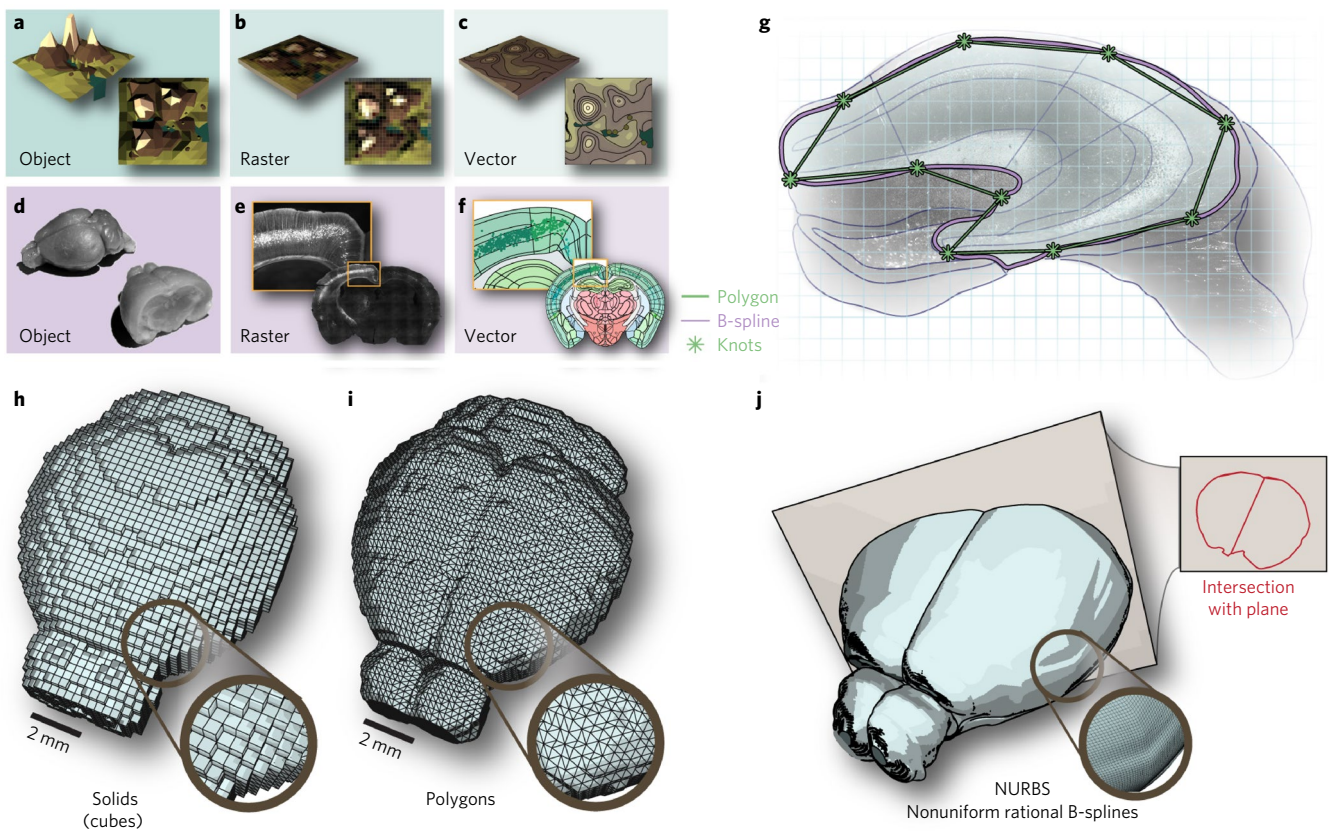 a
Object
b
Raster
c
Vector
d
Object
e
Raster
f
Vector
g
Polygon
B-spline
Knots
h
2 mm
Solids
(cubes)
i
2 mm
Polygons
j
Intersection
with plane
NURBS
Nonuniform rational B-splines